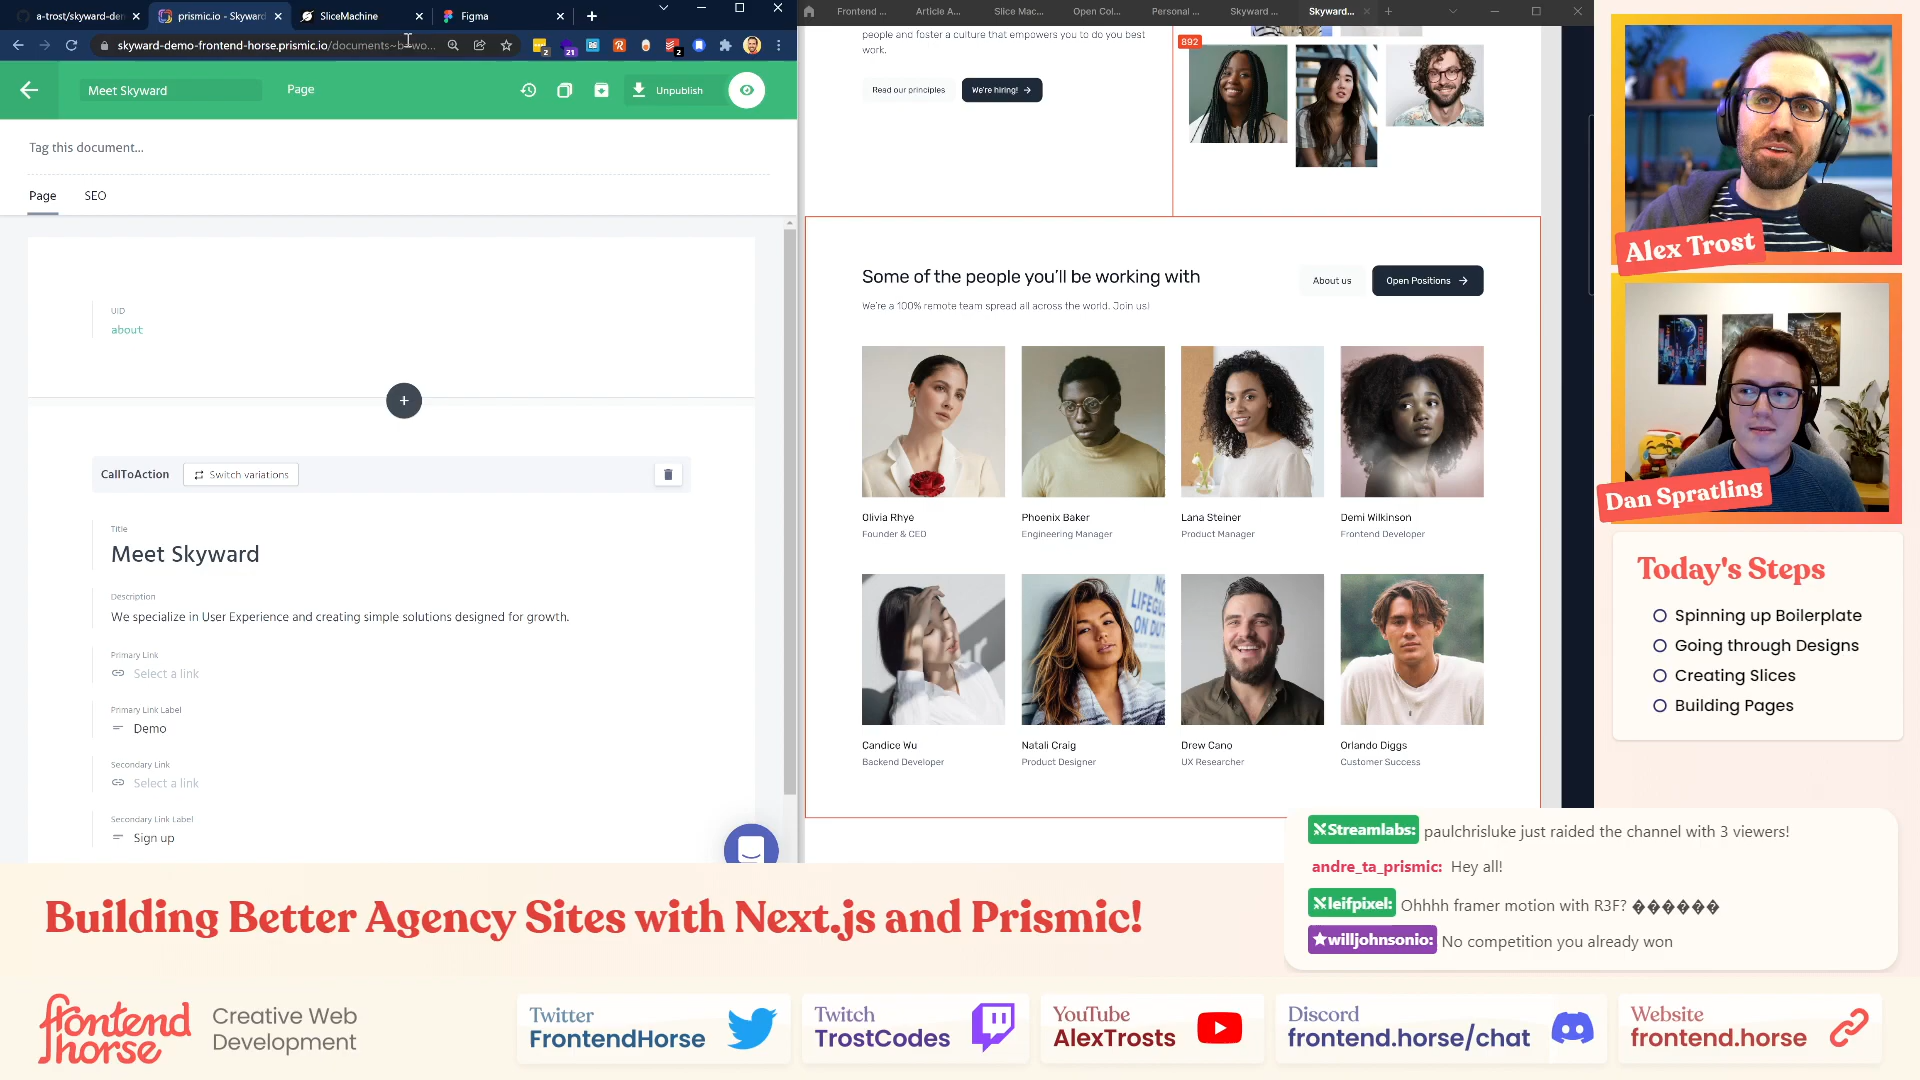 a-trost/skyward-den
prismic.io - Skyward
SliceMachine
Figma
skyward-demo-frontend-horse.prismic.io/documents~b=wo...
Meet Skyward
Page
Unpublish
Tag this document...
Page
SEO
UID
about
CallToAction
Switch variations
Title
Meet Skyward
Description
We specialize in User Experience and creating simple solutions designed for growth.
Primary Link
Select a link
Primary Link Label
Demo
Secondary Link
Select a link
Secondary Link Label
Sign up
Frontend ...
Article A...
Slice Mac...
Open Col...
Personal ...
Skyward ...
Skyward...
people and foster a culture that empowers you to do you best
work.
Read our principles
We're hiring!
892
Some of the people you'll be working with
We're a 100% remote team spread all across the world. Join us!
About us
Open Positions
Olivia Rhye
Founder & CEO
Phoenix Baker
Engineering Manager
Lana Steiner
Product Manager
Demi Wilkinson
Frontend Developer
Candice Wu
Backend Developer
Natali Craig
Product Designer
Drew Cano
UX Researcher
Orlando Diggs
Customer Success
Alex Trost
Dan Spratling
Today's Steps
Spinning up Boilerplate
Going through Designs
Creating Slices
Building Pages
Streamlabs: paulchrisluke just raided the channel with 3 viewers!
andre_ta_prismic: Hey all!
leifpixel: Ohhhh framer motion with R3F? ������
willjohnsonio: No competition you already won
Building Better Agency Sites with Next.js and Prismic!
frontend
horse
Creative Web
Development
Twitter
FrontendHorse
Twitch
TrostCodes
YouTube
AlexTrosts
Discord
frontend.horse/chat
Website
frontend.horse